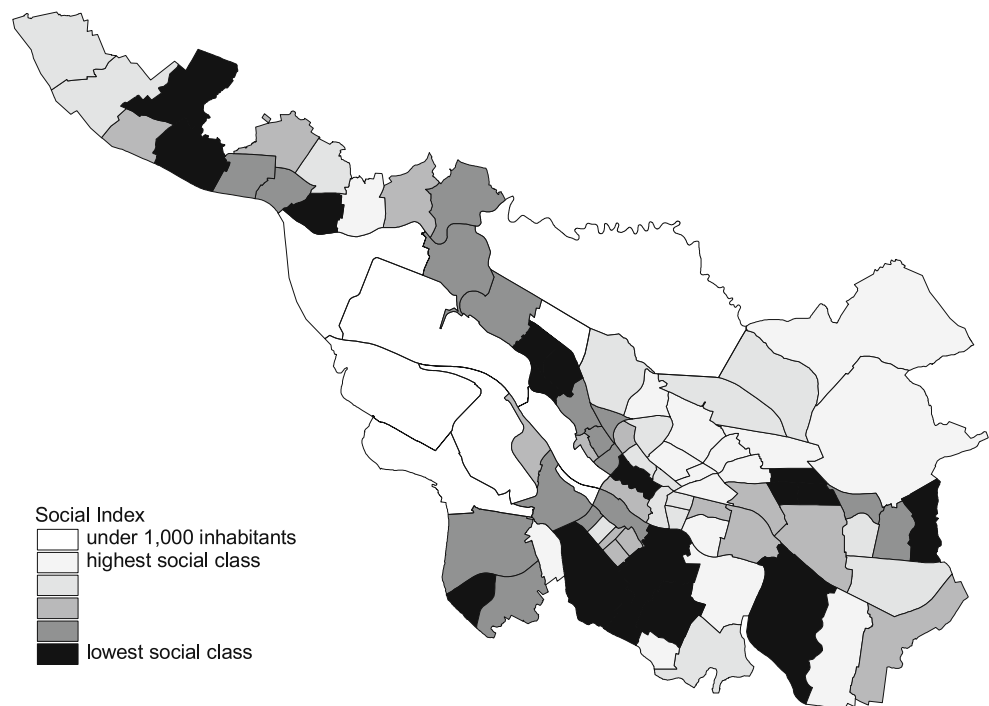 Social Index
under 1,000 inhabitants
highest social class
lowest social class